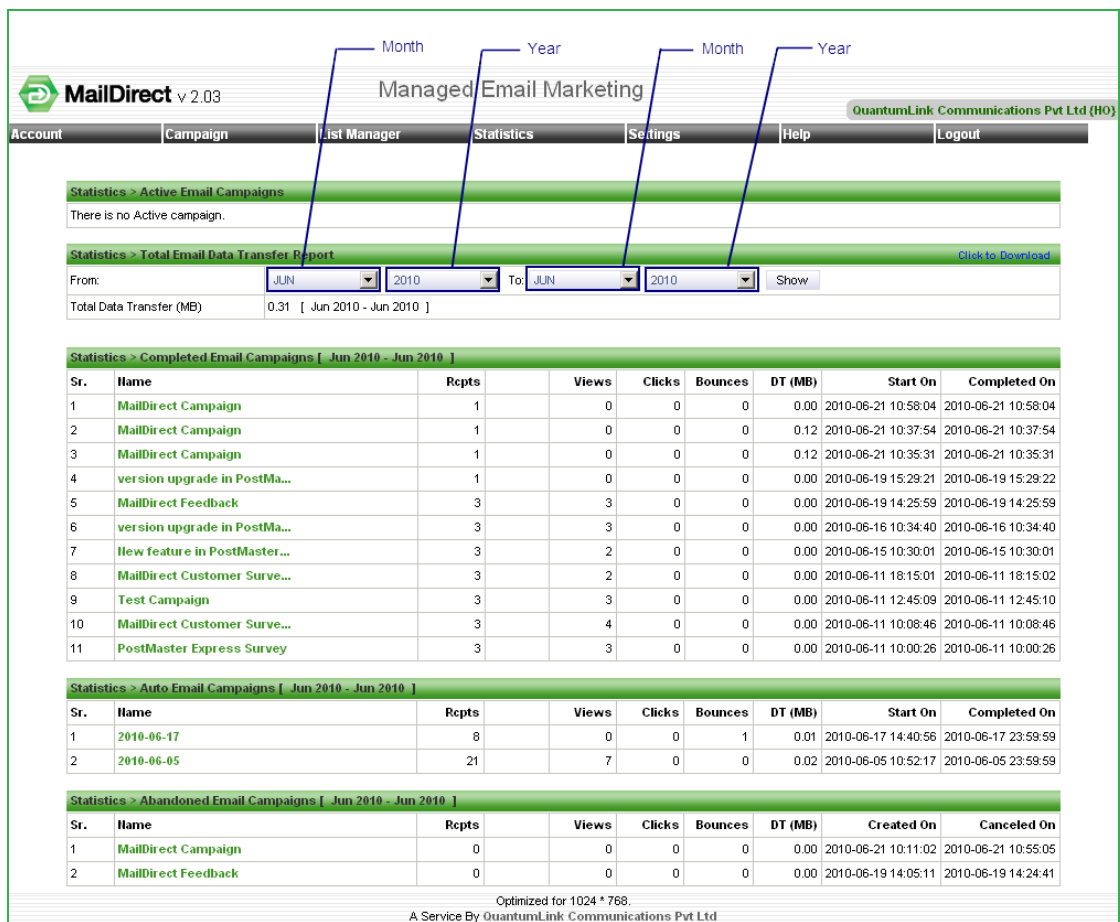 Month Year Month Year
MailDirect v 2.03
Managed Email Marketing
QuantumLink Communications Pvt Ltd (HO)
Account Campaign List Manager Statistics Settings Help Logout
Statistics > Active Email Campaigns
There is no Active campaign.
Statistics > Total Email Data Transfer Report Click to Download
From: JUN 2010 To: JUN 2010 Show
Total Data Transfer (MB) 0.31 [ Jun 2010 - Jun 2010 ]
Statistics > Completed Email Campaigns [ Jun 2010 - Jun 2010 ]
Sr. Name Rcpts Views Clicks Bounces DT (MB) Start On Completed On
1 MailDirect Campaign 1 0 0 0 0.00 2010-06-21 10:58:04 2010-06-21 10:58:04
2 MailDirect Campaign 1 0 0 0 0.12 2010-06-21 10:37:54 2010-06-21 10:37:54
3 MailDirect Campaign 1 0 0 0 0.12 2010-06-21 10:35:31 2010-06-21 10:35:31
4 version upgrade in PostMa... 1 0 0 0 0.00 2010-06-19 15:29:21 2010-06-19 15:29:22
5 MailDirect Feedback 3 3 0 0 0.00 2010-06-19 14:25:59 2010-06-19 14:25:59
6 version upgrade in PostMa... 3 3 0 0 0.00 2010-06-16 10:34:40 2010-06-16 10:34:40
7 New feature in PostMaster... 3 2 0 0 0.00 2010-06-15 10:30:01 2010-06-15 10:30:01
8 MailDirect Customer Surve... 3 2 0 0 0.00 2010-06-11 18:15:01 2010-06-11 18:15:02
9 Test Campaign 3 3 0 0 0.00 2010-06-11 12:45:09 2010-06-11 12:45:10
10 MailDirect Customer Surve... 3 4 0 0 0.00 2010-06-11 10:08:46 2010-06-11 10:08:46
11 PostMaster Express Survey 3 3 0 0 0.00 2010-06-11 10:00:26 2010-06-11 10:00:26
Statistics > Auto Email Campaigns [ Jun 2010 - Jun 2010 ]
Sr. Name Rcpts Views Clicks Bounces DT (MB) Start On Completed On
1 2010-06-17 8 0 0 1 0.01 2010-06-17 14:40:56 2010-06-17 23:59:59
2 2010-06-05 21 7 0 0 0.02 2010-06-05 10:52:17 2010-06-05 23:59:59
Statistics > Abandoned Email Campaigns [ Jun 2010 - Jun 2010 ]
Sr. Name Rcpts Views Clicks Bounces DT (MB) Created On Canceled On
1 MailDirect Campaign 0 0 0 0 0.00 2010-06-21 10:11:02 2010-06-21 10:55:05
2 MailDirect Feedback 0 0 0 0 0.00 2010-06-19 14:05:11 2010-06-19 14:24:41
Optimized for 1024 * 768.
A Service By QuantumLink Communications Pvt Ltd